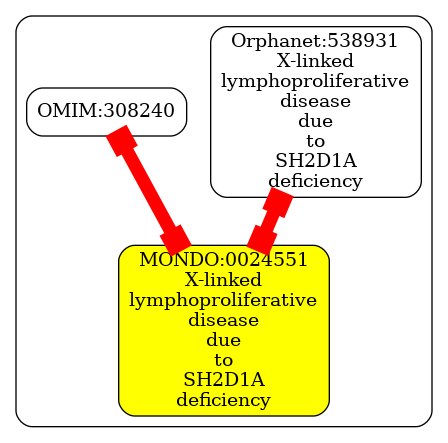 OMIM:308240
Orphanet:538931
X-linked
lymphoproliferative
disease
due
to
SH2D1A
deficiency
MONDO:0024551
X-linked
lymphoproliferative
disease
due
to
SH2D1A
deficiency